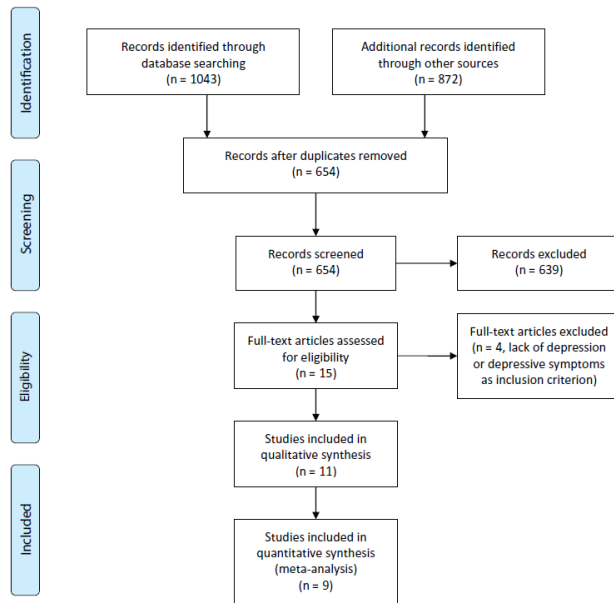 Identification
Records identified through
database searching
(n = 1043)
Additional records identified
through other sources
(n = 872)
Records after duplicates removed
(n = 654)
Screening
Records screened
(n = 654)
Records excluded
(n = 639)
Eligibility
Full-text articles assessed
for eligibility
(n = 15)
Full-text articles excluded
(n = 4, lack of depression
or depressive symptoms
as inclusion criterion)
Studies included in
qualitative synthesis
(n = 11)
Included
Studies included in
quantitative synthesis
(meta-analysis)
(n = 9)